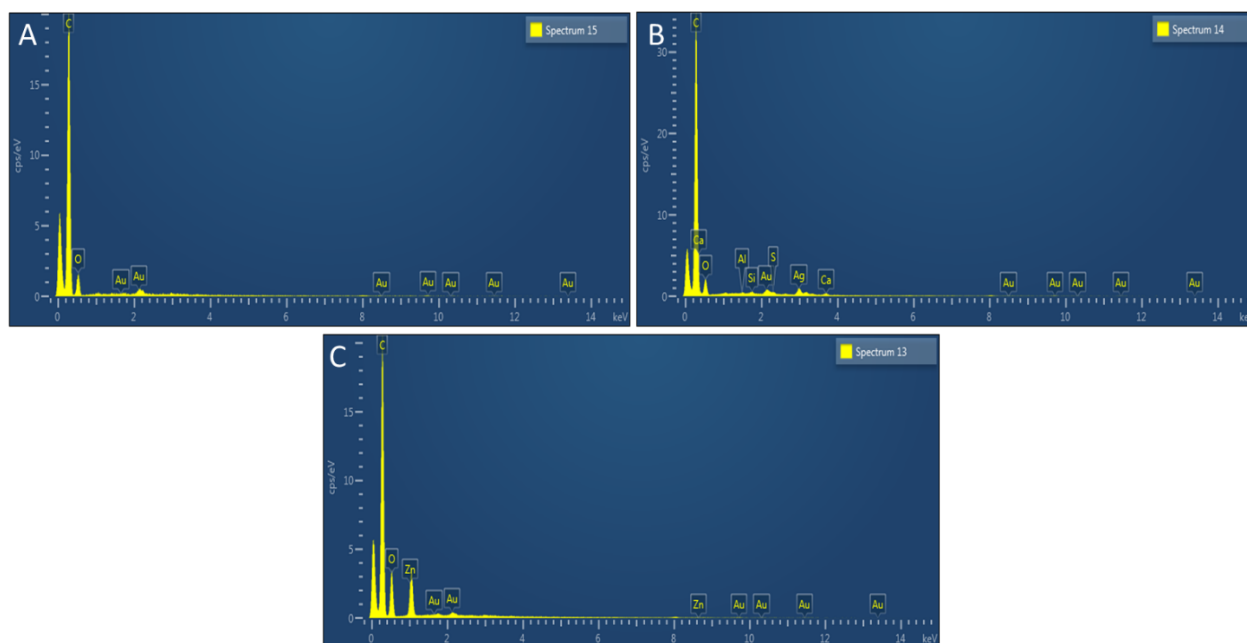 A
Spectrum 15
C
15
10
5
0
cps/eV
O
Au
Au
Au
Au
Au
Au
Au
0 2 4 6 8 10 12 14 keV
B
Spectrum 14
C
30
20
10
0
cps/eV
Ca
O
Al
Si
Au
S
Ag
Ca
Au
Au
Au
Au
Au
0 2 4 6 8 10 12 14
C
Spectrum 13
C
15
10
5
0
cps/eV
O
Zn
Au
Au
Zn
Au
Au
Au
Au
0 2 4 6 8 10 12 14 keV